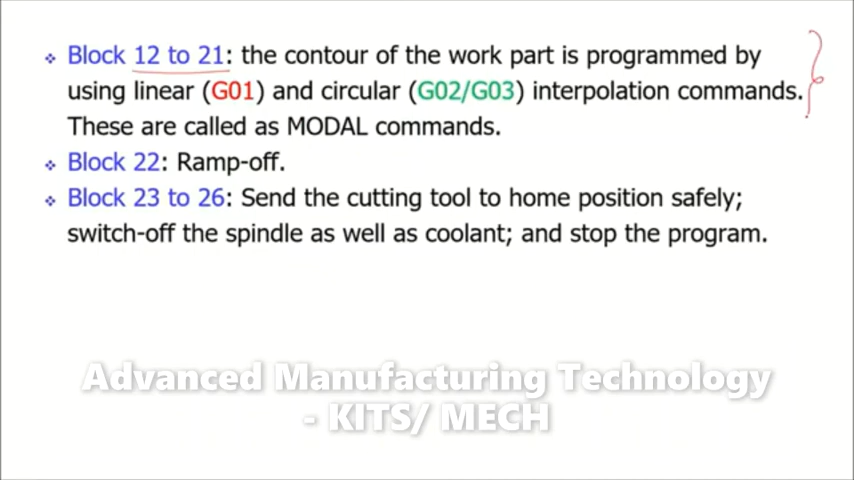 ❖ Block 12 to 21: the contour of the work part is programmed by
using linear (G01) and circular (G02/G03) interpolation commands.
These are called as MODAL commands.
❖ Block 22: Ramp-off.
❖ Block 23 to 26: Send the cutting tool to home position safely;
switch-off the spindle as well as coolant; and stop the program.
Advanced Manufacturing Technology
- KITS/ MECH